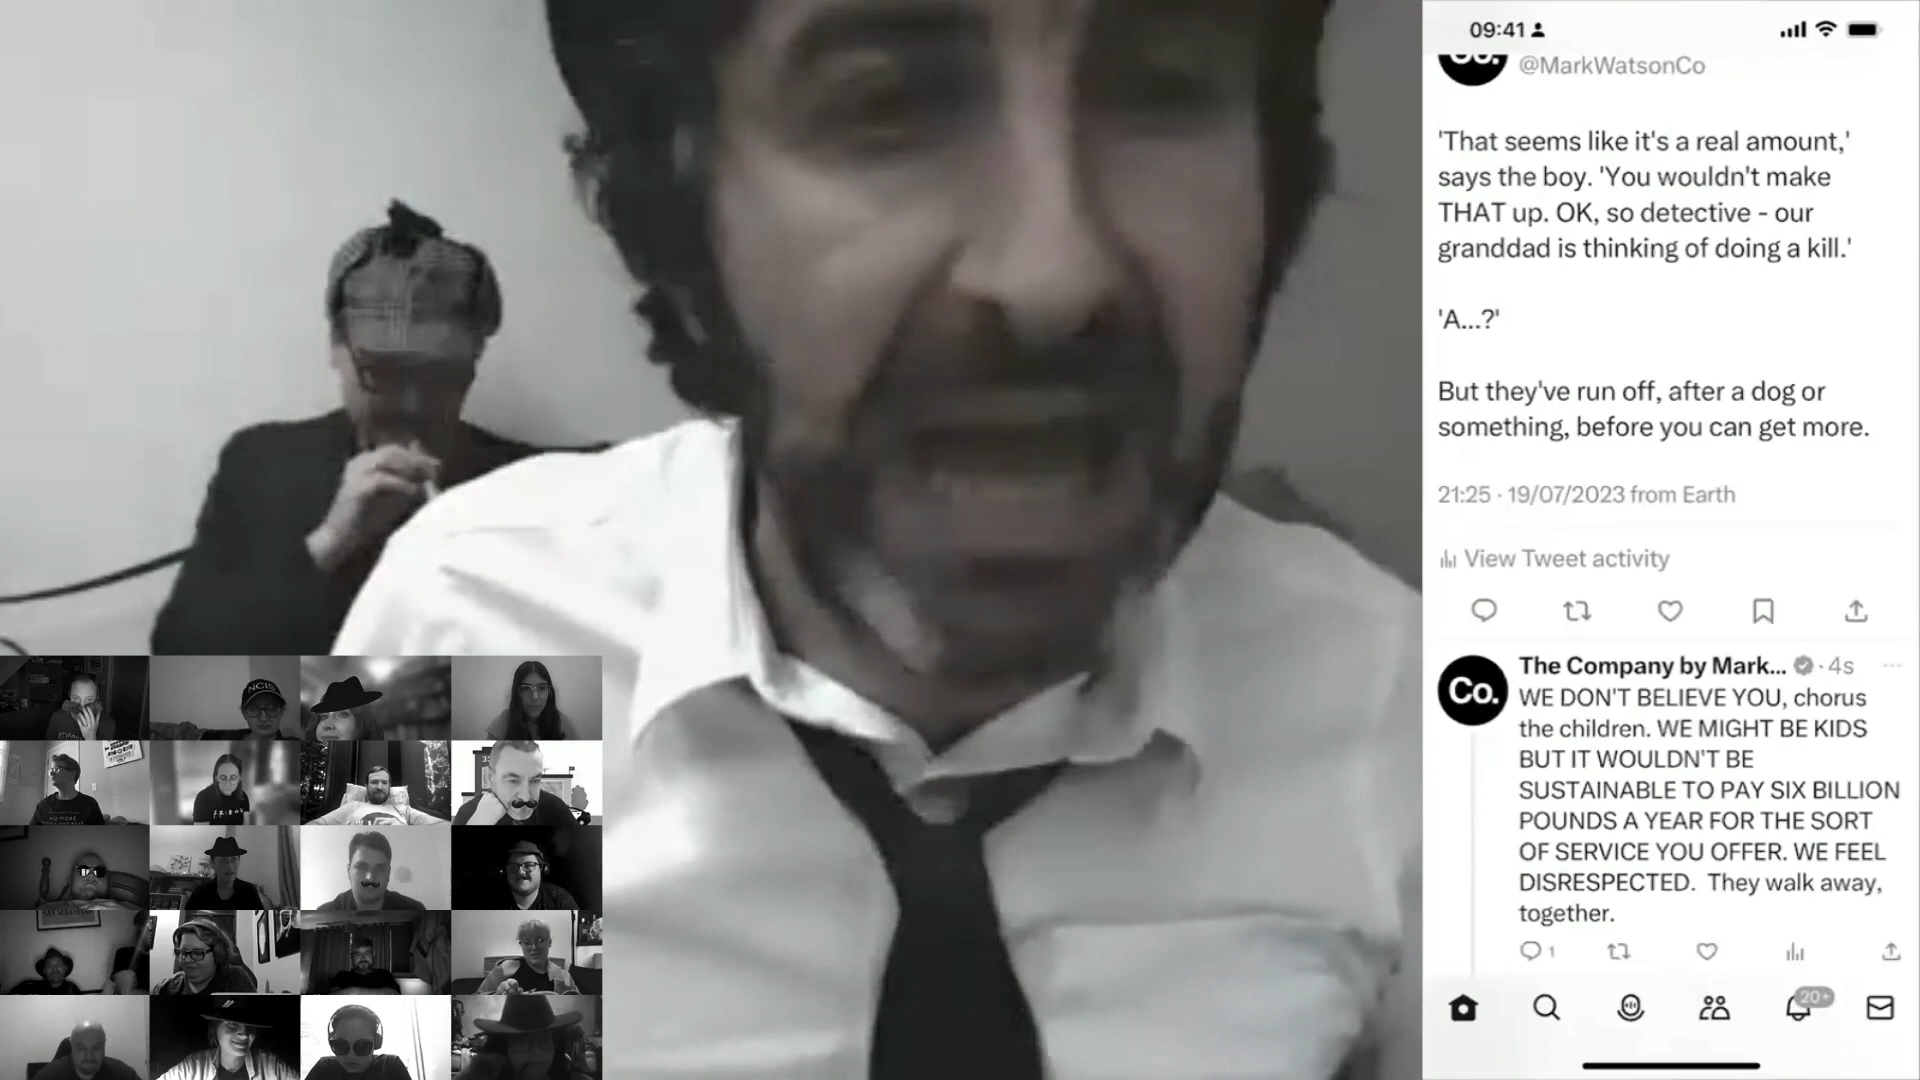 09:41
Co.
@MarkWatsonCo
'That seems like it's a real amount,'
says the boy. 'You wouldn't make
THAT up. OK, so detective - our
granddad is thinking of doing a kill.'
'A...?'
But they've run off, after a dog or
something, before you can get more.
21:25 · 19/07/2023 from Earth
View Tweet activity
Co.
The Company by Mark... · 4s
WE DON'T BELIEVE YOU, chorus
the children. WE MIGHT BE KIDS
BUT IT WOULDN'T BE
SUSTAINABLE TO PAY SIX BILLION
POUNDS A YEAR FOR THE SORT
OF SERVICE YOU OFFER. WE FEEL
DISRESPECTED. They walk away,
together.
1
20+
NCIS
FRIENDS